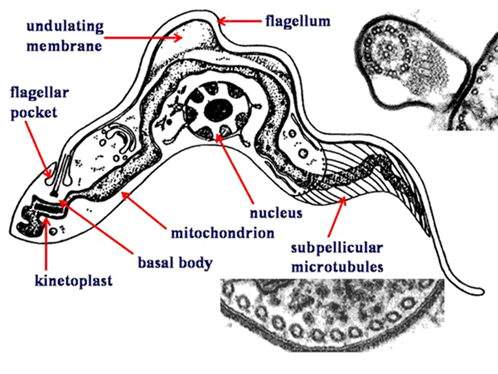 undulating
membrane
flagellum
flagellar
pocket
nucleus
mitochondrion
subpellicular
microtubules
basal body
kinetoplast